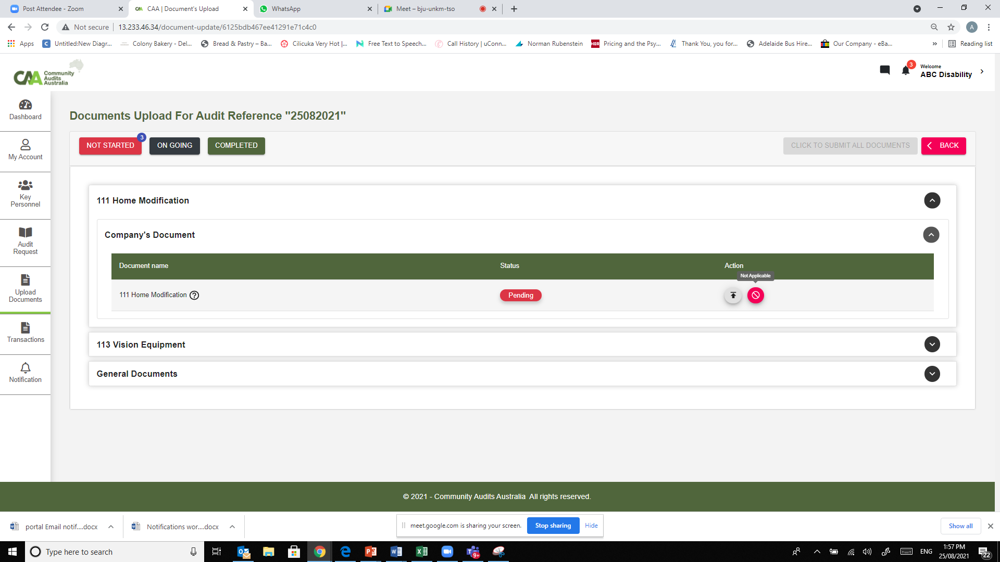 Post Attendee - Zoom
CAA | Document's Upload
WhatsApp
Meet – bju-unkm-tso
Not secure
13.233.46.34/document-update/6125bdb467ee41291e71c4c0
A
Apps
Untitled:New Diagr...
Colony Bakery - Del...
Bread & Pastry – Ba...
Cilicuka Very Hot |...
Free Text to Speech...
Call History | uConn...
Norman Rubenstein
HBR
Pricing and the Psy...
Thank You, you for...
Adelaide Bus Hire...
Our Company - eBa...
»
Reading list
CAA Community
Audits
Australia
3
Welcome
ABC Disability
Dashboard
My Account
Key
Personnel
Audit
Request
Upload
Documents
Transactions
Notification
Documents Upload For Audit Reference "25082021"
NOT STARTED
3
ON GOING
COMPLETED
CLICK TO SUBMIT ALL DOCUMENTS
BACK
111 Home Modification
Company's Document
Document name
Status
Action
Not Applicable
111 Home Modification
Pending
113 Vision Equipment
General Documents
© 2021 - Community Audits Australia All rights reserved.
portal Email notif....docx
Notifications wor....docx
meet.google.com is sharing your screen.
Stop sharing
Hide
Show all
Type here to search
9+
ENG
1:57 PM
25/08/2021
22